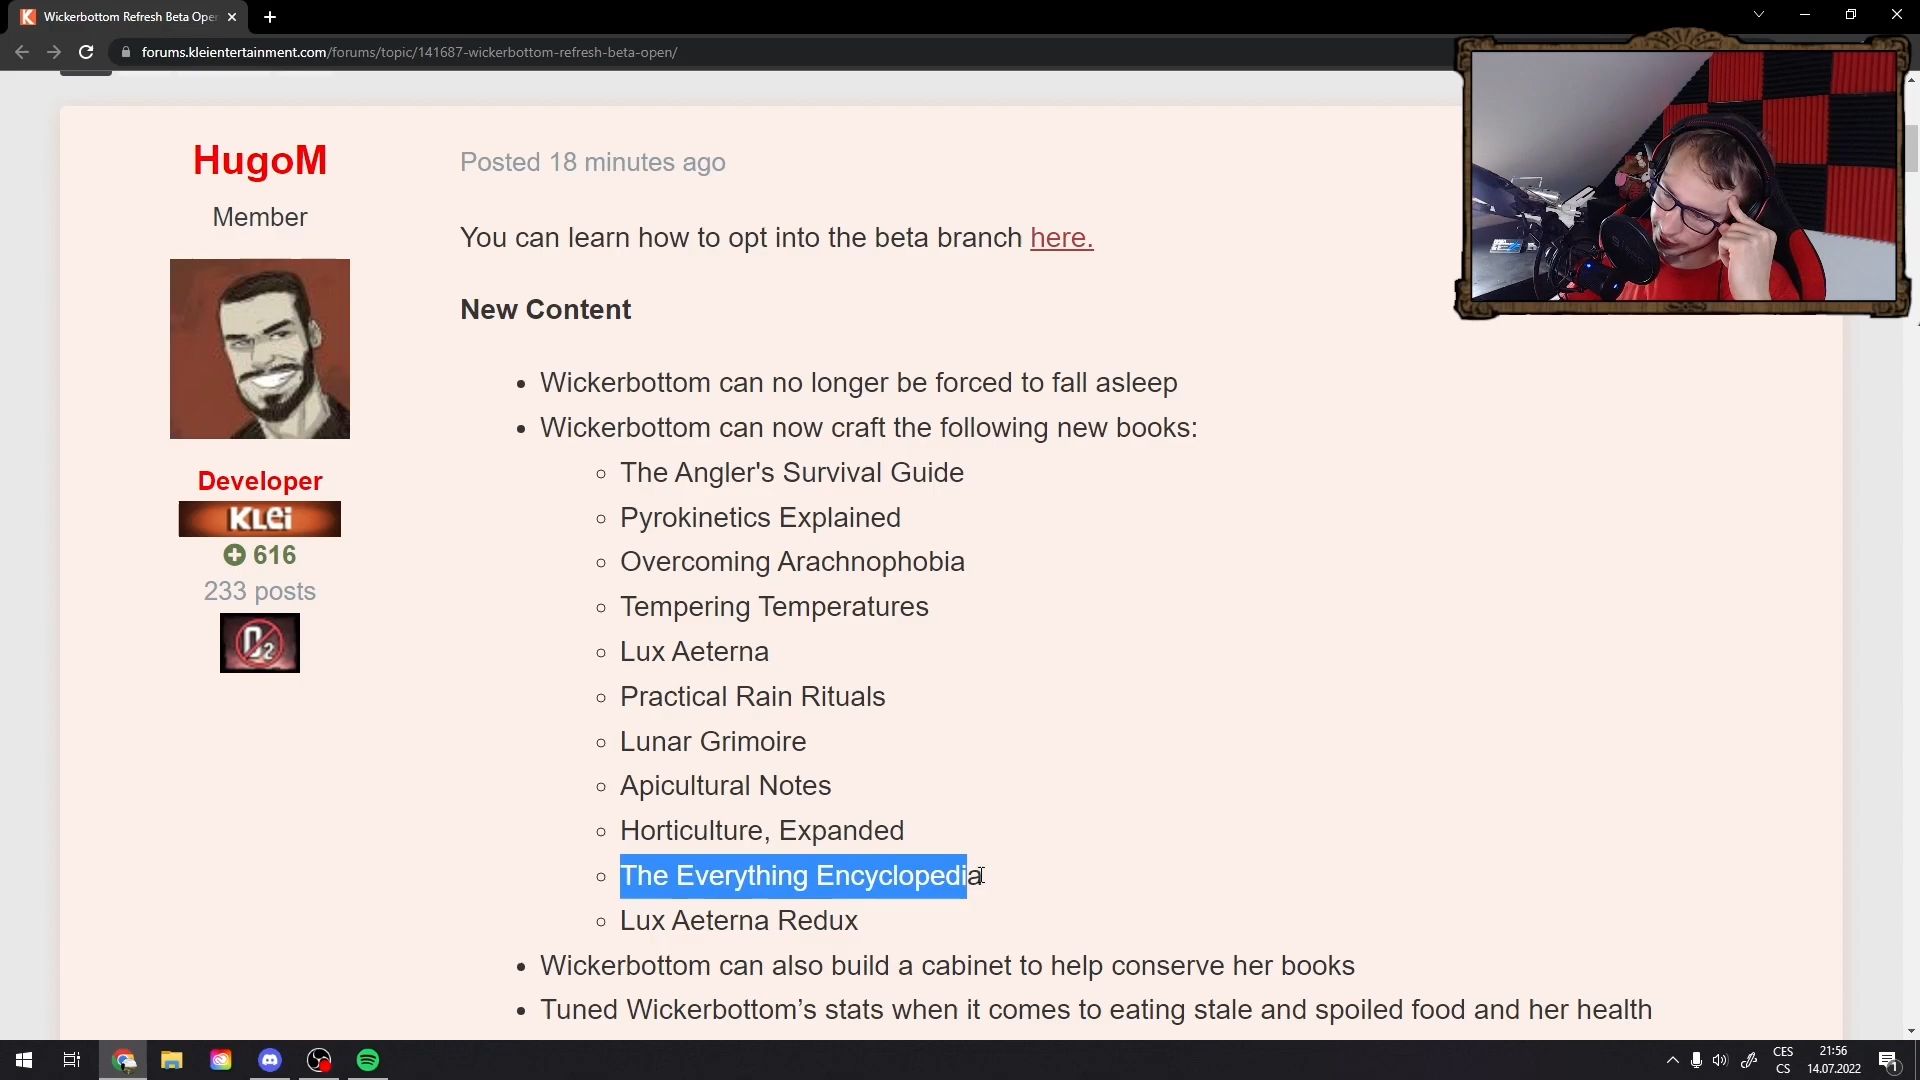 Wickerbottom Refresh Beta Oper
forums.kleientertainment.com/forums/topic/141687-wickerbottom-refresh-beta-open/
HugoM
Member
Developer
KLei
616
233 posts
Posted 18 minutes ago
You can learn how to opt into the beta branch here.
New Content
Wickerbottom can no longer be forced to fall asleep
Wickerbottom can now craft the following new books:
The Angler's Survival Guide
Pyrokinetics Explained
Overcoming Arachnophobia
Tempering Temperatures
Lux Aeterna
Practical Rain Rituals
Lunar Grimoire
Apicultural Notes
Horticulture, Expanded
The Everything Encyclopedia
Lux Aeterna Redux
Wickerbottom can also build a cabinet to help conserve her books
Tuned Wickerbottom’s stats when it comes to eating stale and spoiled food and her health
CES
CS
21:56
14.07.2022
1